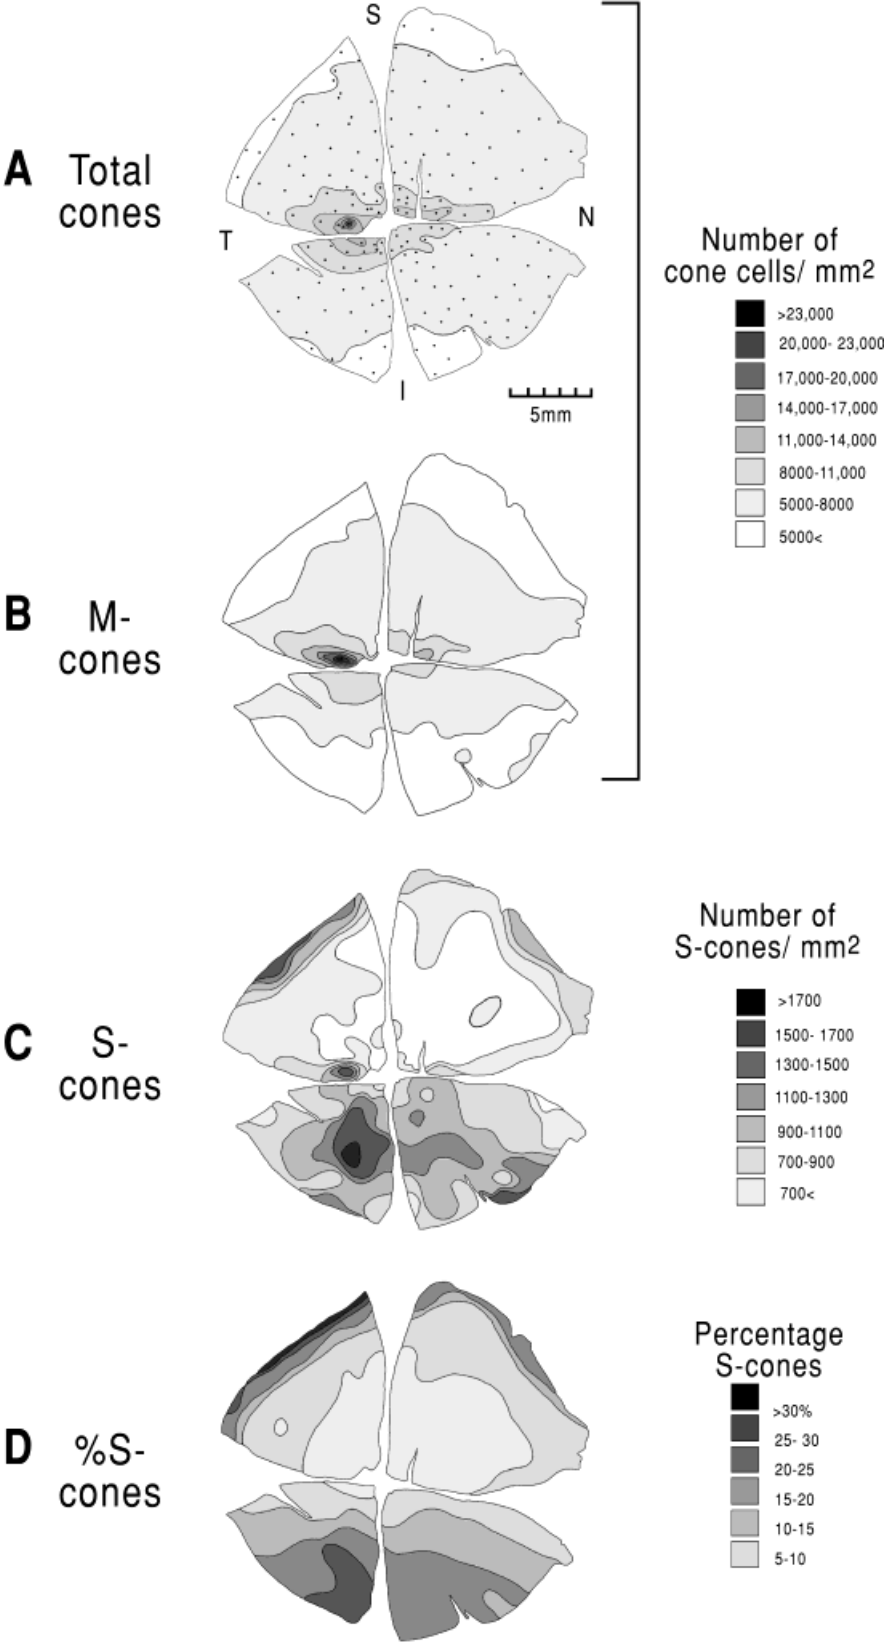 S
A
Total
cones
N
T
I
5mm
Number of
cone cells/ mm2
>23,000
20,000- 23,000
17,000-20,000
14,000-17,000
11,000-14,000
8000-11,000
5000-8000
5000<
B
M-
cones
Number of
S-cones/ mm2
C
S-
cones
>1700
1500- 1700
1300-1500
1100-1300
900-1100
700-900
700<
Percentage
S-cones
D
%S-
cones
>30%
25- 30
20-25
15-20
10-15
5-10